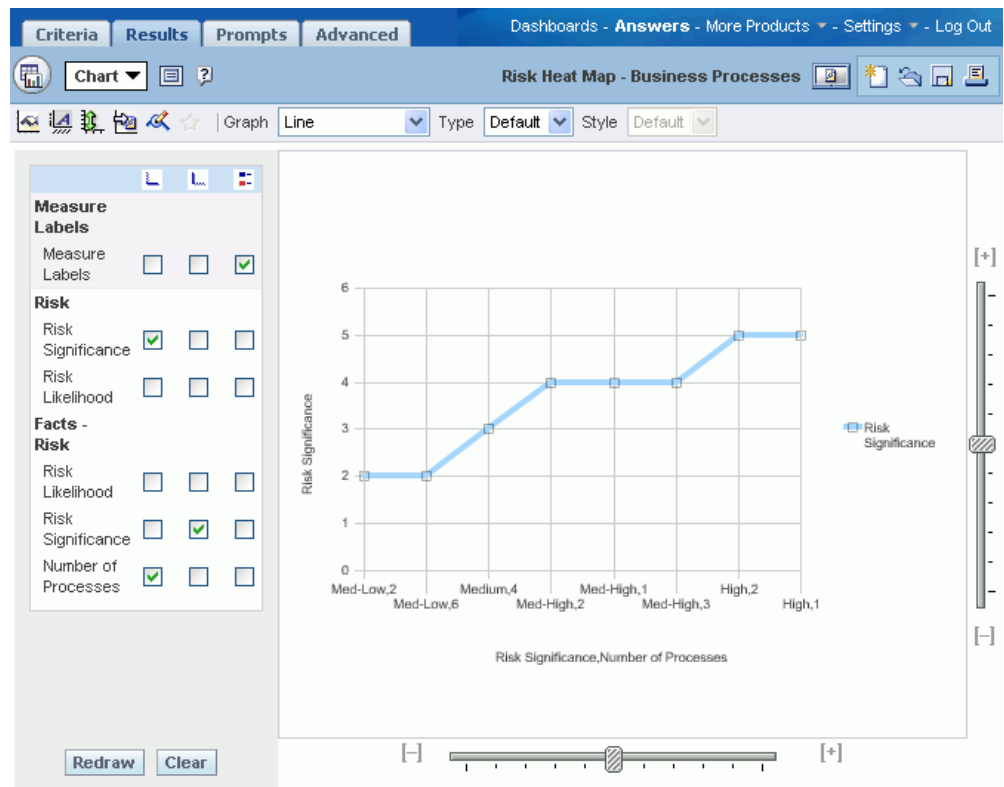 Criteria Results Prompts Advanced Dashboards - Answers - More Products - Settings - Log Out
Chart Risk Heat Map - Business Processes
Graph Line Type Default Style Default
Measure
Labels
Measure
Labels
Risk
Risk
Significance
Risk
Likelihood
Facts -
Risk
Risk
Likelihood
Risk
Significance
Number of
Processes
Redraw Clear
Risk Significance
6
5
4
3
2
1
0
Med-Low,2 Medium,4 Med-High,1 High,2
Med-Low,6 Med-High,2 Med-High,3 High,1
Risk Significance,Number of Processes
Risk
Significance
[+]
[–]
[–] [+]